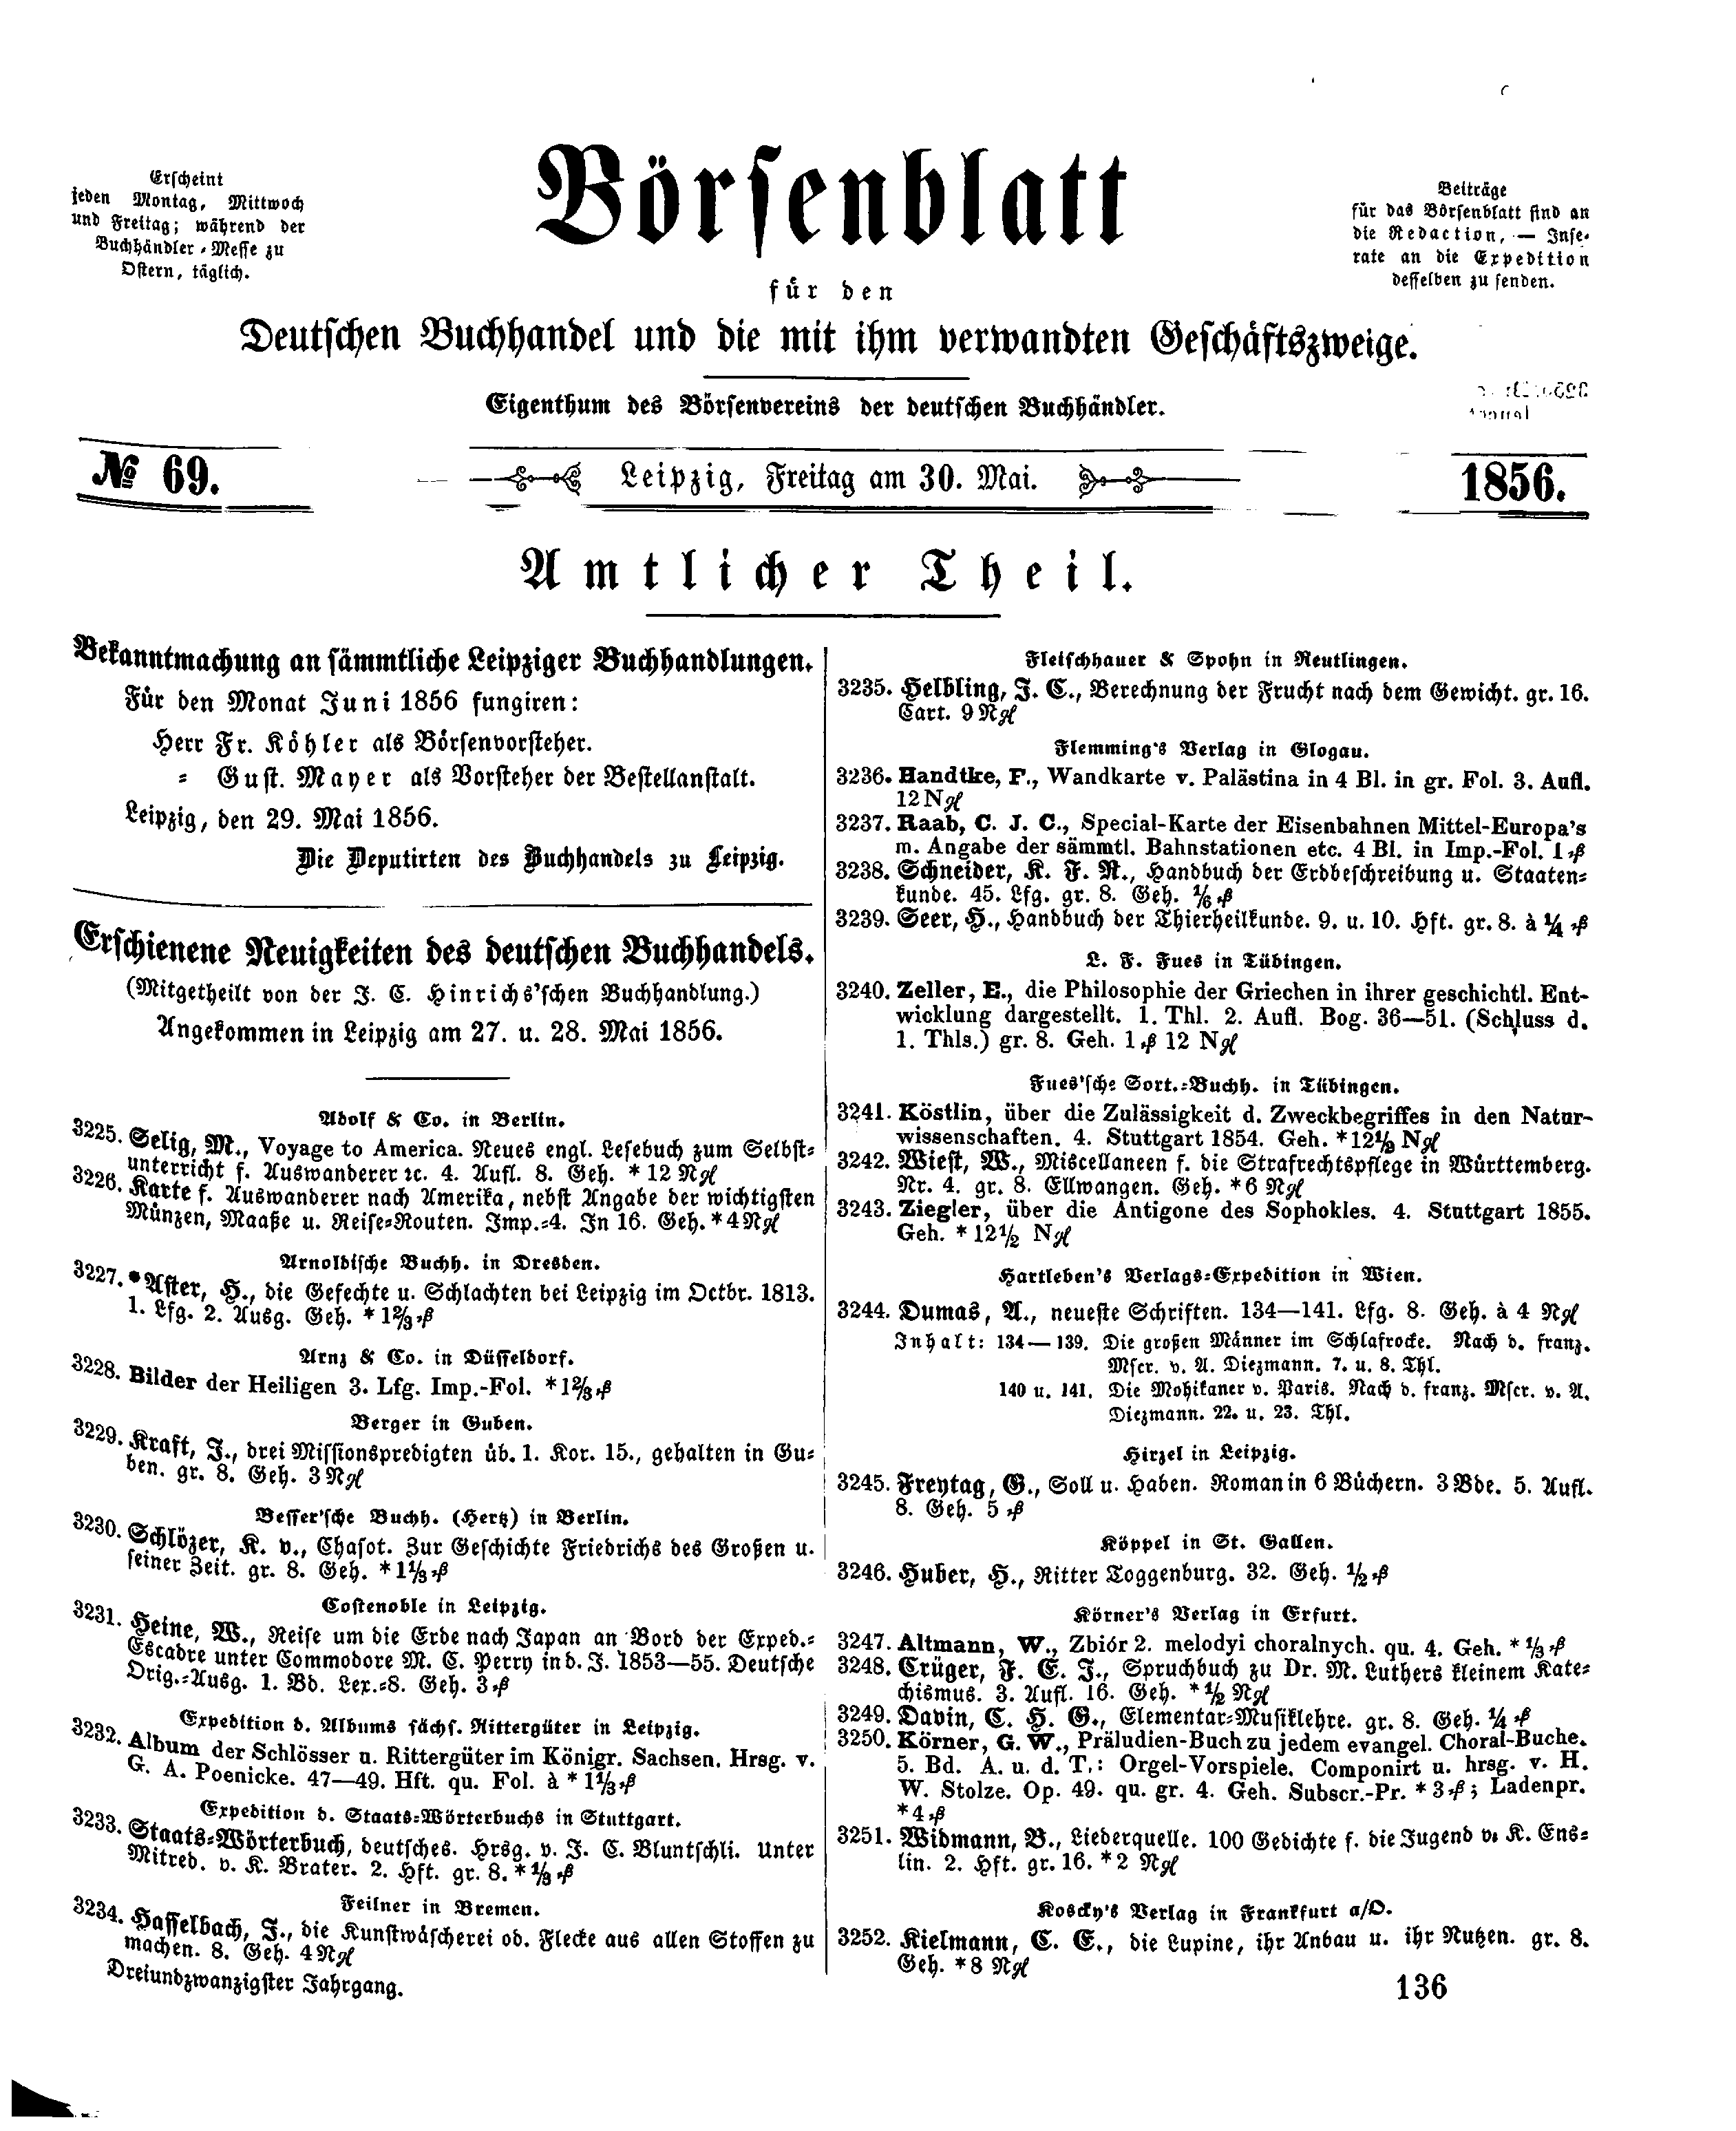 Erscheint
jeden Montag, Mittwoch
und Freitag; während der
Buchhändler-Messe zu
Ostern, täglich.
Börsenblatt
für den
Deutschen Buchhandel und die mit ihm verwandten Geschäftszweige.
Eigenthum des Börsenvereins der deutschen Buchhändler.
Beiträge
für das Börsenblatt sind an
die Redaction, — Inse-
rate an die Expedition
desselben zu senden.
№ 69.
Leipzig, Freitag am 30. Mai.
1856.
Amtlicher Theil.
Bekanntmachung an sämmtliche Leipziger Buchhandlungen.
Für den Monat Juni 1856 fungiren:
Herr Fr. Köhler als Börsenvorsteher.
= Gust. Mayer als Vorsteher der Bestellanstalt.
Leipzig, den 29. Mai 1856.
Die Deputirten des Buchhandels zu Leipzig.
Erschienene Neuigkeiten des deutschen Buchhandels.
(Mitgetheilt von der J. C. Hinrichs'schen Buchhandlung.)
Angekommen in Leipzig am 27. u. 28. Mai 1856.
Adolf & Co. in Berlin.
3225. Selig, M., Voyage to America. Neues engl. Lesebuch zum Selbst-
unterricht f. Auswanderer ꝛc. 4. Aufl. 8. Geh. * 12 Ngl
3226. Karte f. Auswanderer nach Amerika, nebst Angabe der wichtigsten
Münzen, Maaße u. Reise-Routen. Imp.-4. In 16. Geh. * 4 Ngl
Arnoldische Buchh. in Dresden.
3227. *Aster, H., die Gefechte u. Schlachten bei Leipzig im Octbr. 1813.
1. Lfg. 2. Ausg. Geh. * 1⅔ ₰
Arnz & Co. in Düsseldorf.
3228. Bilder der Heiligen 3. Lfg. Imp.-Fol. * 1⅔ ₰
Berger in Guben.
3229. Kraft, J., drei Missionspredigten üb. 1. Kor. 15., gehalten in Gu-
ben. gr. 8. Geh. 3 Ngl
Besser'sche Buchh. (Hertz) in Berlin.
3230. Schlözer, K. v., Chasot. Zur Geschichte Friedrichs des Großen u.
seiner Zeit. gr. 8. Geh. * 1⅓ ₰
Costenoble in Leipzig.
3231. Heine, W., Reise um die Erde nach Japan an Bord der Exped.-
Escadre unter Commodore M. C. Perry in d. J. 1853—55. Deutsche
Orig.-Ausg. 1. Bd. Lex.-8. Geh. 3 ₰
Expedition d. Albums sächs. Rittergüter in Leipzig.
3232. Album der Schlösser u. Rittergüter im Königr. Sachsen. Hrsg. v.
G. A. Poenicke. 47—49. Hft. qu. Fol. à * 1⅓ ₰
Expedition d. Staats-Wörterbuchs in Stuttgart.
3233. Staats-Wörterbuch, deutsches. Hrsg. v. J. C. Bluntschli. Unter
Mitred. v. K. Brater. 2. Hft. gr. 8. * ⅓ ₰
Feilner in Bremen.
3234. Hasselbach, J., die Kunstwäscherei od. Flecke aus allen Stoffen zu
machen. 8. Geh. 4 Ngl
Dreiundzwanzigster Jahrgang.
Fleischhauer & Spohn in Reutlingen.
3235. Helbling, J. C., Berechnung der Frucht nach dem Gewicht. gr. 16.
Cart. 9 Ngl
Flemming's Verlag in Glogau.
3236. Handtke, F., Wandkarte v. Palästina in 4 Bl. in gr. Fol. 3. Aufl.
12 Ngl
3237. Raab, C. J. C., Special-Karte der Eisenbahnen Mittel-Europa's
m. Angabe der sämmtl. Bahnstationen etc. 4 Bl. in Imp.-Fol. 1 ₰
3238. Schneider, K. F. R., Handbuch der Erdbeschreibung u. Staaten-
kunde. 45. Lfg. gr. 8. Geh. ⅙ ₰
3239. Seer, H., Handbuch der Thierheilkunde. 9. u. 10. Hft. gr. 8. à ¼ ₰
L. F. Fues in Tübingen.
3240. Zeller, E., die Philosophie der Griechen in ihrer geschichtl. Ent-
wicklung dargestellt. 1. Thl. 2. Aufl. Bog. 36—51. (Schluss d.
1. Thls.) gr. 8. Geh. 1 ₰ 12 Ngl
Fues'sche Sort.-Buchh. in Tübingen.
3241. Köstlin, über die Zulässigkeit d. Zweckbegriffes in den Natur-
wissenschaften. 4. Stuttgart 1854. Geh. * 12½ Ngl
3242. Wiest, W., Miscellaneen f. die Strafrechtspflege in Württemberg.
Nr. 4. gr. 8. Ellwangen. Geh. * 6 Ngl
3243. Ziegler, über die Antigone des Sophokles. 4. Stuttgart 1855.
Geh. * 12½ Ngl
Hartleben's Verlags-Expedition in Wien.
3244. Dumas, A., neueste Schriften. 134—141. Lfg. 8. Geh. à 4 Ngl
Inhalt: 134—139. Die großen Männer im Schlafrocke. Nach d. franz.
Mscr. v. A. Diezmann. 7. u. 8. Thl.
140 u. 141. Die Mohikaner v. Paris. Nach d. franz. Mscr. v. A.
Diezmann. 22. u. 23. Thl.
Hirzel in Leipzig.
3245. Freytag, G., Soll u. Haben. Roman in 6 Büchern. 3 Bde. 5. Aufl.
8. Geh. 5 ₰
Köppel in St. Gallen.
3246. Huber, H., Ritter Toggenburg. 32. Geh. ½ ₰
Körner's Verlag in Erfurt.
3247. Altmann, W., Zbiór 2. melodyi choralnych. qu. 4. Geh. * ⅓ ₰
3248. Crüger, F. E. J., Spruchbuch zu Dr. M. Luthers kleinem Kate-
chismus. 3. Aufl. 16. Geh. * ½ Ngl
3249. Davin, C. H. G., Elementar-Musiklehre. gr. 8. Geh. ¼ ₰
3250. Körner, G. W., Präludien-Buch zu jedem evangel. Choral-Buche.
5. Bd. A. u. d. T.: Orgel-Vorspiele. Componirt u. hrsg. v. H.
W. Stolze. Op. 49. qu. gr. 4. Geh. Subscr.-Pr. * 3 ₰; Ladenpr.
* 4 ₰
3251. Widmann, B., Liederquelle. 100 Gedichte f. die Jugend v. K. Ens-
lin. 2. Hft. gr. 16. * 2 Ngl
Koscky's Verlag in Frankfurt a/O.
3252. Kielmann, C. E., die Lupine, ihr Anbau u. ihr Nutzen. gr. 8.
Geh. * 8 Ngl
136